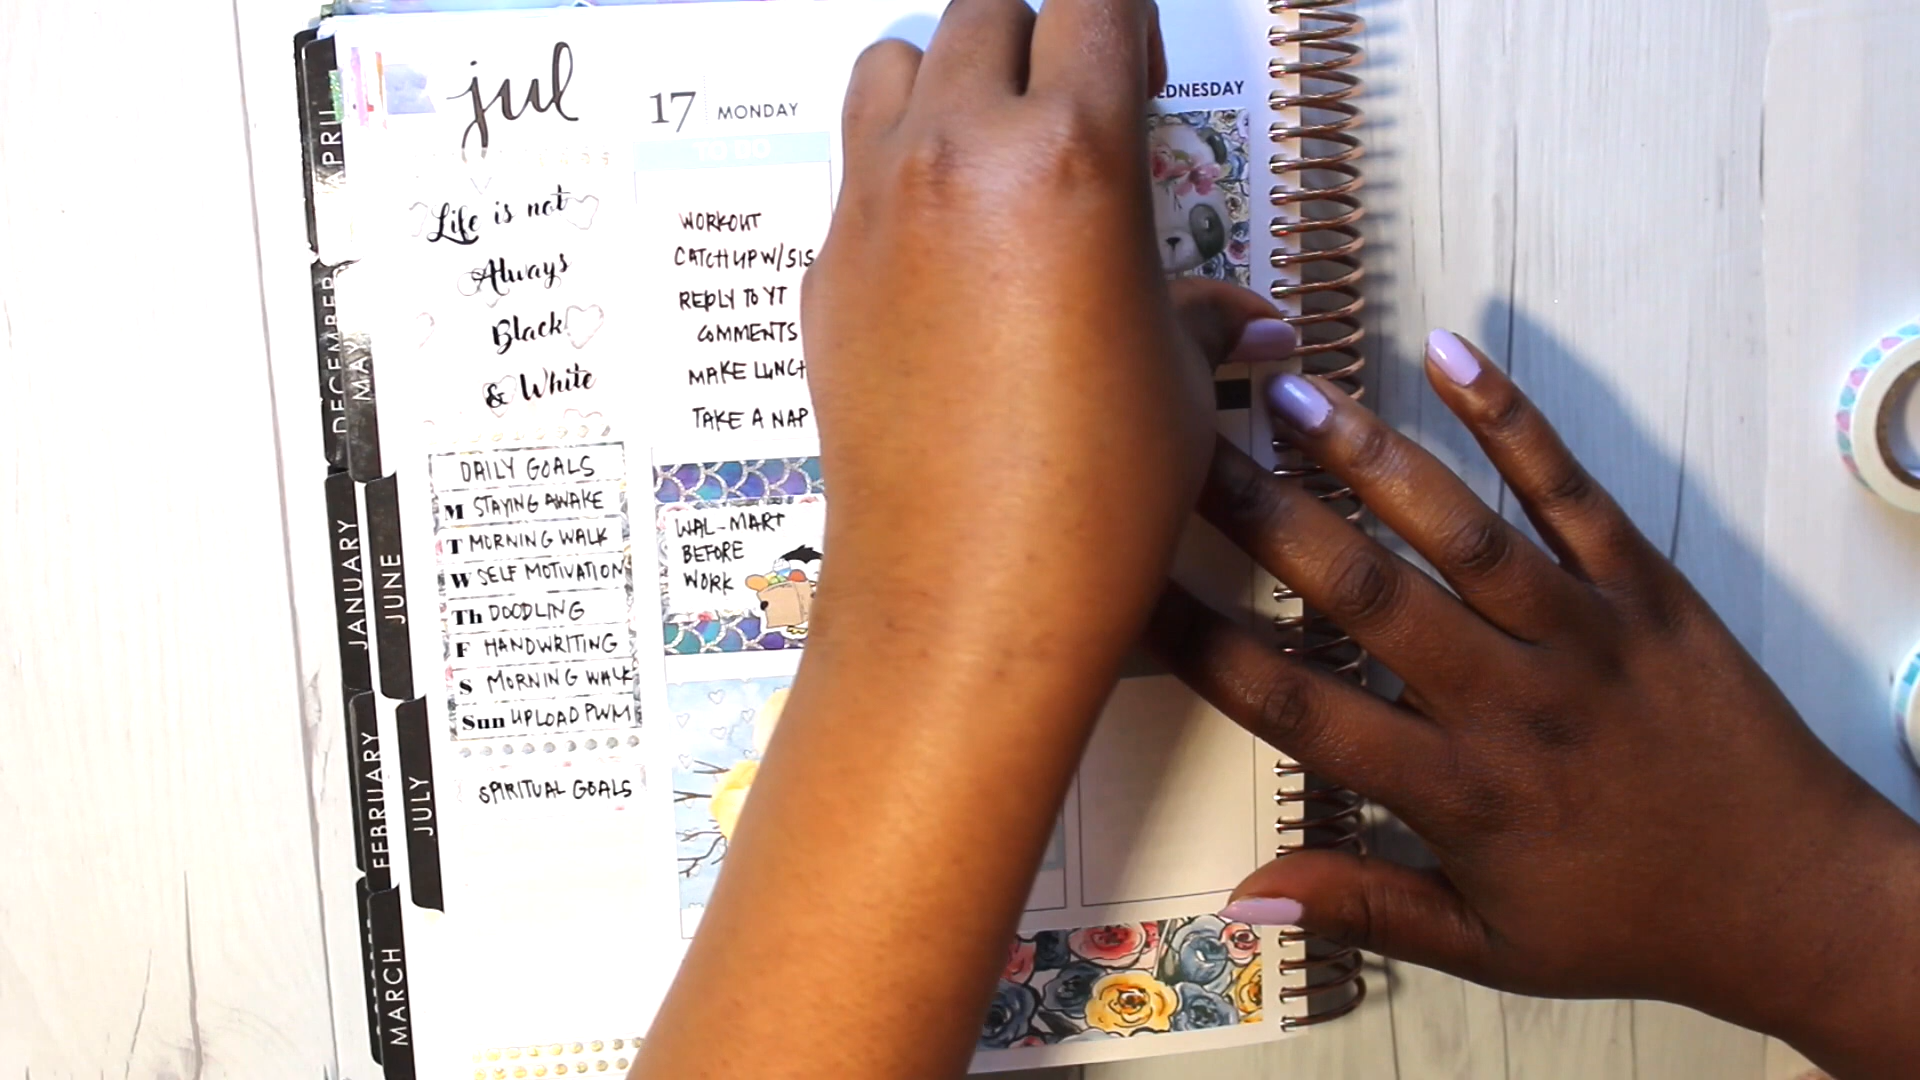 jul
Life is not
Always
Black
& White
DAILY GOALS
M STAYING AWAKE
T MORNING WALK
W SELF MOTIVATION
Th DOODLING
F HANDWRITING
S MORNING WALK
Sun UPLOAD PWM
SPIRITUAL GOALS
17 MONDAY
TO DO
WORKOUT
CATCH UP W/ SIS
REPLY TO YT
COMMENTS
MAKE LUNCH
TAKE A NAP
WAL-MART
BEFORE
WORK
EDNESDAY
APRIL
DECEMBER
MAY
JANUARY
JUNE
FEBRUARY
JULY
MARCH